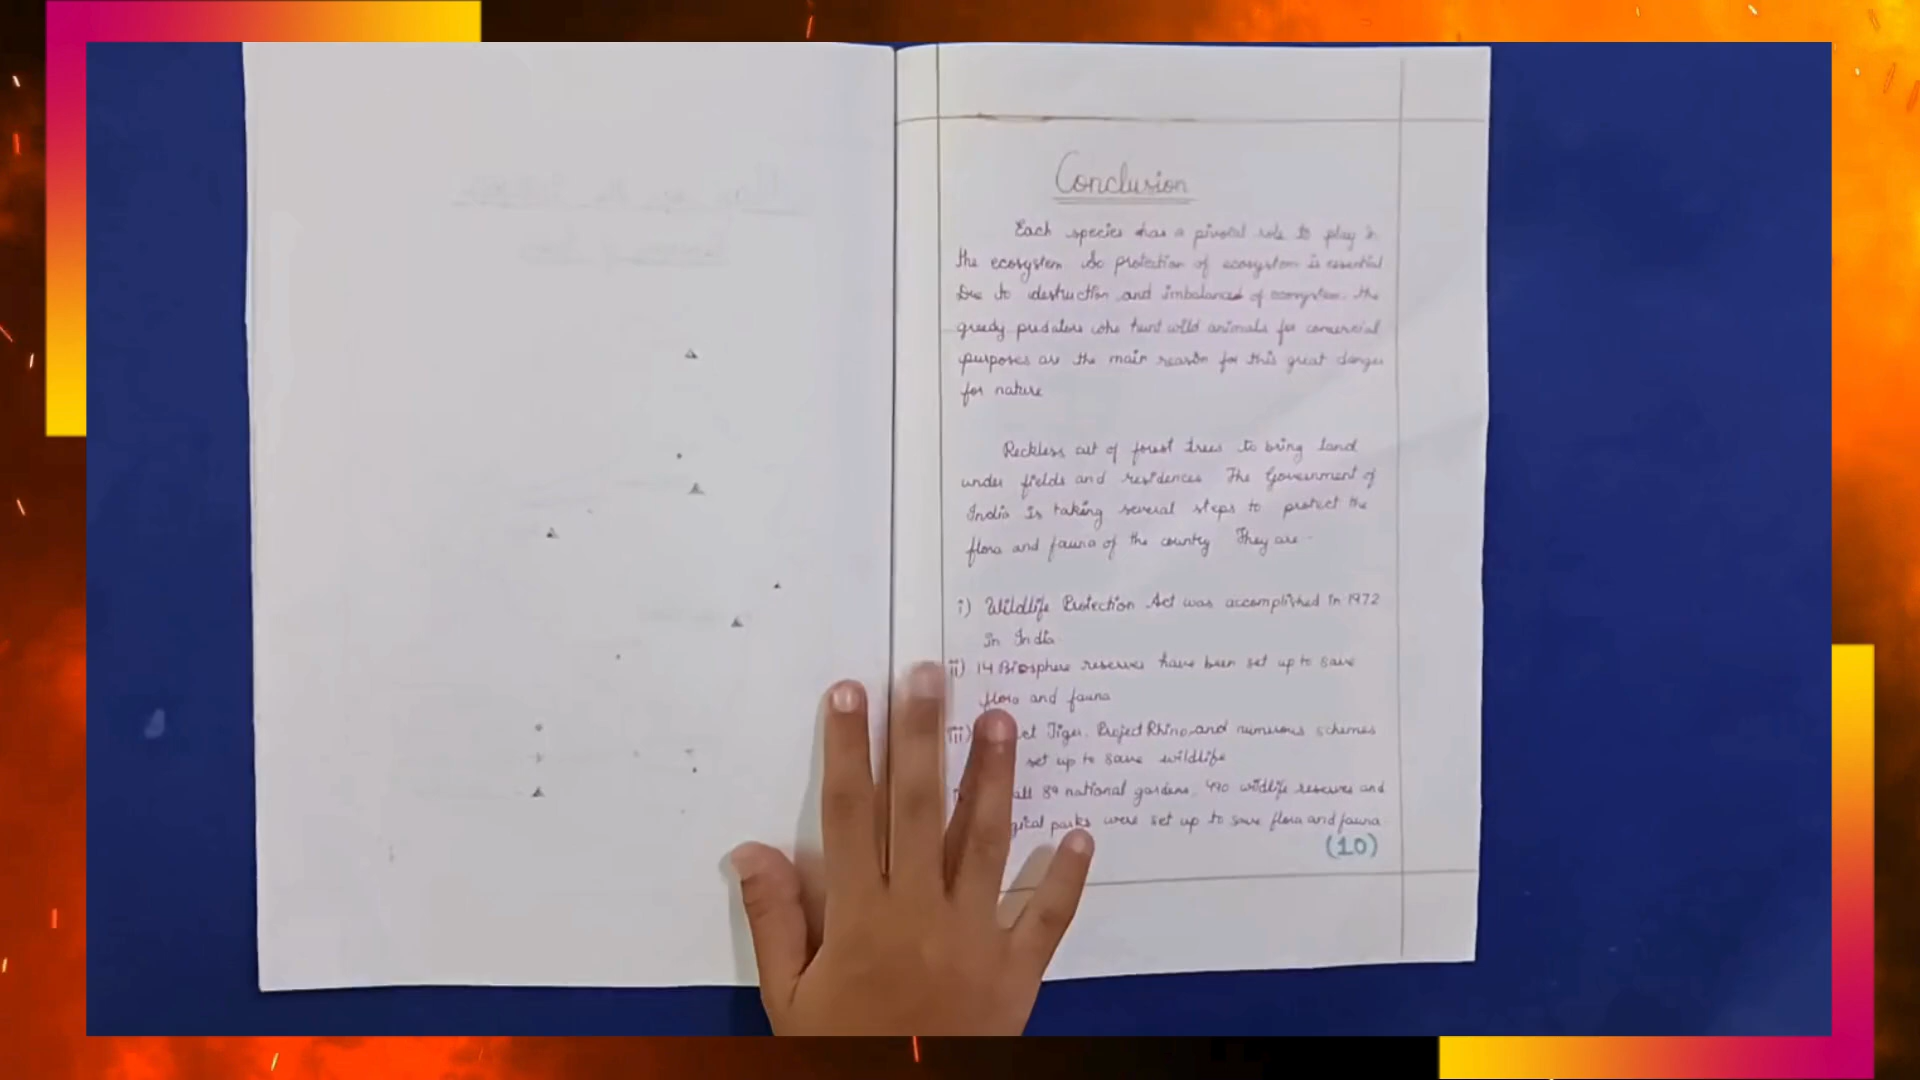 Conclusion
Each species has a pivotal role to play in
the ecosystem So protection of ecosystem is essential
Due to destruction and imbalanced of ecosystem. the
greedy predators who hunt wild animals for comercial
purposes are the main reason for this great danger
for nature
Reckless cut of forest trees to bring land
under fields and residences The Government of
India Is taking several steps to protect the
flora and fauna of the country They are -
i) Wildlife Protection Act was accomplished in 1972
in India
ii) 14 Biosphere reserves have been set up to save
flora and fauna
iii) Tiger, Project Rhino, and numerous schemes
set up to save wildlife
all 89 national gardens, 490 wildlife reserves and
parks were set up to save flora and fauna
(10)